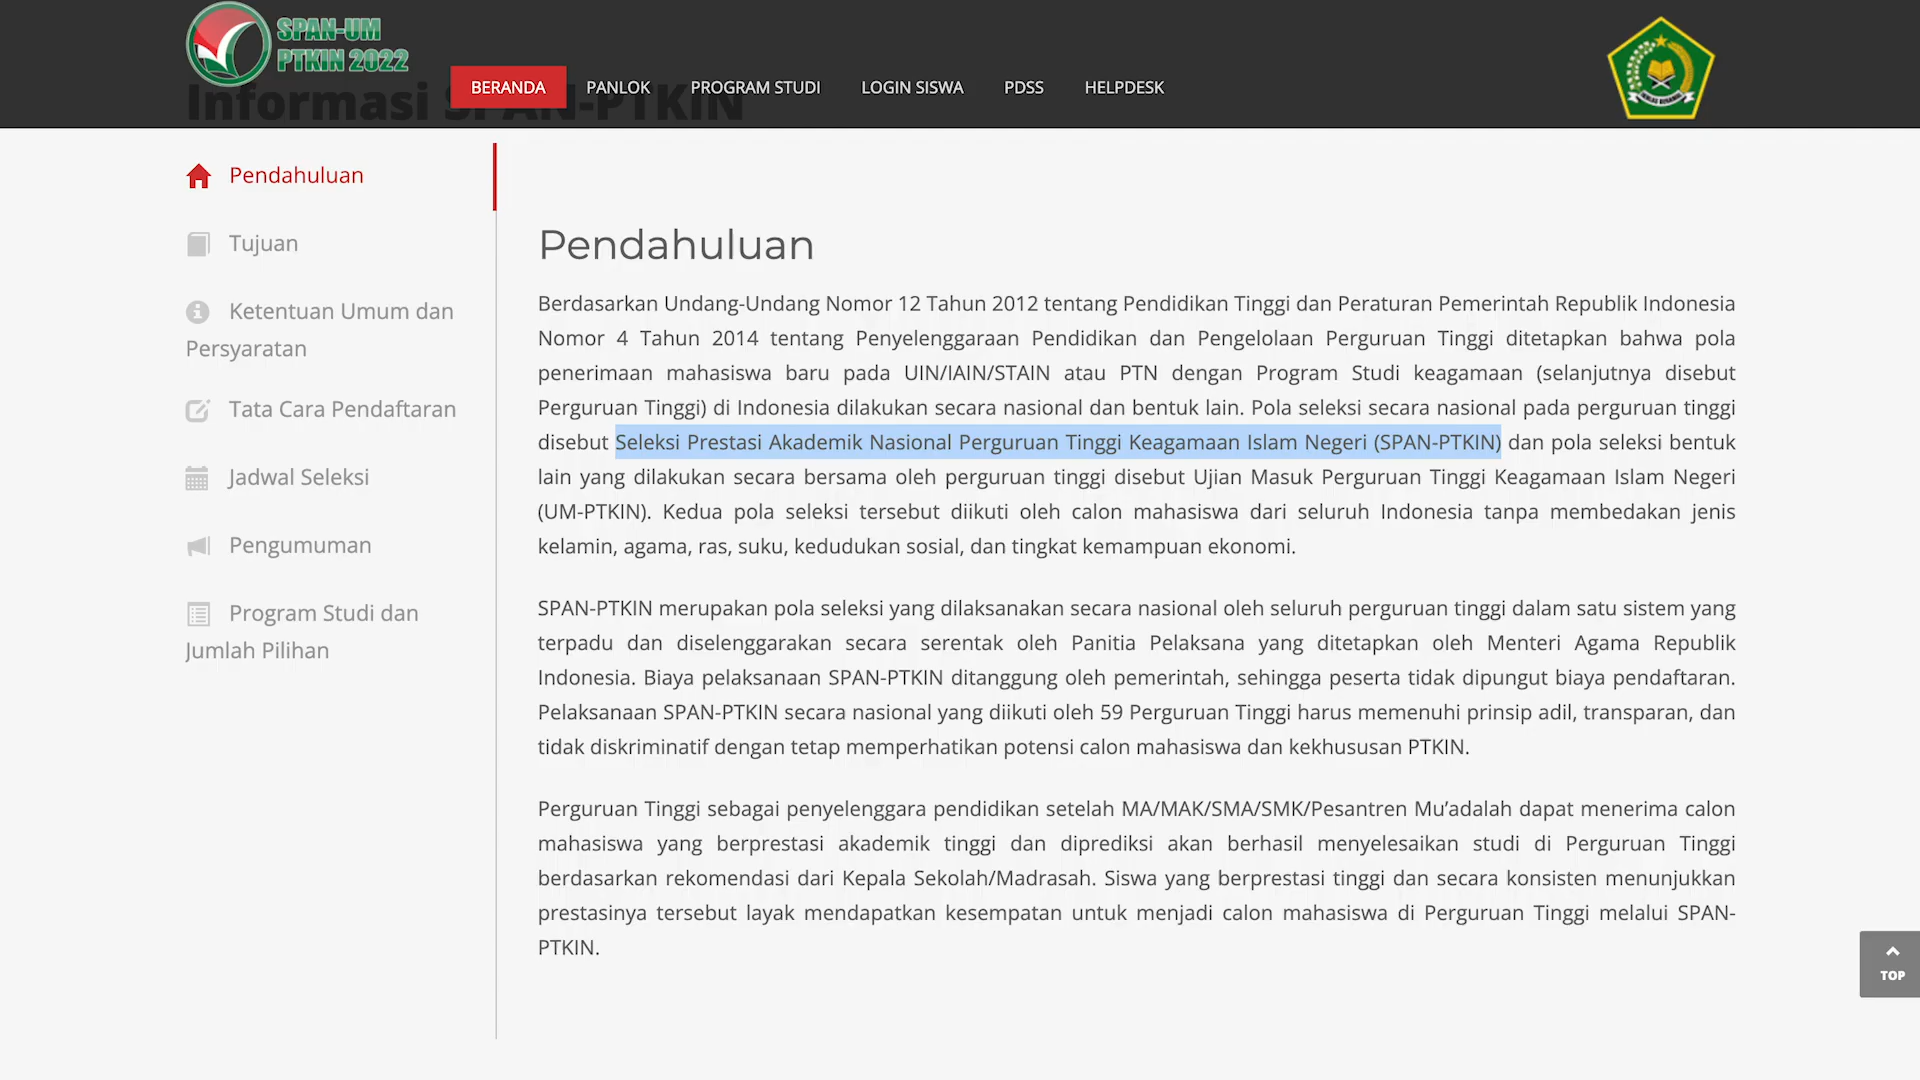 SPAN-UM
PTKIN 2022
Informasi SPAN-PTKIN
BERANDA
PANLOK
PROGRAM STUDI
LOGIN SISWA
PDSS
HELPDESK
IKHLAS BERAMAL
Pendahuluan
Tujuan
Ketentuan Umum dan
Persyaratan
Tata Cara Pendaftaran
Jadwal Seleksi
Pengumuman
Program Studi dan
Jumlah Pilihan
Pendahuluan
Berdasarkan Undang-Undang Nomor 12 Tahun 2012 tentang Pendidikan Tinggi dan Peraturan Pemerintah Republik Indonesia
Nomor 4 Tahun 2014 tentang Penyelenggaraan Pendidikan dan Pengelolaan Perguruan Tinggi ditetapkan bahwa pola
penerimaan mahasiswa baru pada UIN/IAIN/STAIN atau PTN dengan Program Studi keagamaan (selanjutnya disebut
Perguruan Tinggi) di Indonesia dilakukan secara nasional dan bentuk lain. Pola seleksi secara nasional pada perguruan tinggi
disebut Seleksi Prestasi Akademik Nasional Perguruan Tinggi Keagamaan Islam Negeri (SPAN-PTKIN) dan pola seleksi bentuk
lain yang dilakukan secara bersama oleh perguruan tinggi disebut Ujian Masuk Perguruan Tinggi Keagamaan Islam Negeri
(UM-PTKIN). Kedua pola seleksi tersebut diikuti oleh calon mahasiswa dari seluruh Indonesia tanpa membedakan jenis
kelamin, agama, ras, suku, kedudukan sosial, dan tingkat kemampuan ekonomi.
SPAN-PTKIN merupakan pola seleksi yang dilaksanakan secara nasional oleh seluruh perguruan tinggi dalam satu sistem yang
terpadu dan diselenggarakan secara serentak oleh Panitia Pelaksana yang ditetapkan oleh Menteri Agama Republik
Indonesia. Biaya pelaksanaan SPAN-PTKIN ditanggung oleh pemerintah, sehingga peserta tidak dipungut biaya pendaftaran.
Pelaksanaan SPAN-PTKIN secara nasional yang diikuti oleh 59 Perguruan Tinggi harus memenuhi prinsip adil, transparan, dan
tidak diskriminatif dengan tetap memperhatikan potensi calon mahasiswa dan kekhususan PTKIN.
Perguruan Tinggi sebagai penyelenggara pendidikan setelah MA/MAK/SMA/SMK/Pesantren Mu’adalah dapat menerima calon
mahasiswa yang berprestasi akademik tinggi dan diprediksi akan berhasil menyelesaikan studi di Perguruan Tinggi
berdasarkan rekomendasi dari Kepala Sekolah/Madrasah. Siswa yang berprestasi tinggi dan secara konsisten menunjukkan
prestasinya tersebut layak mendapatkan kesempatan untuk menjadi calon mahasiswa di Perguruan Tinggi melalui SPAN-
PTKIN.
TOP